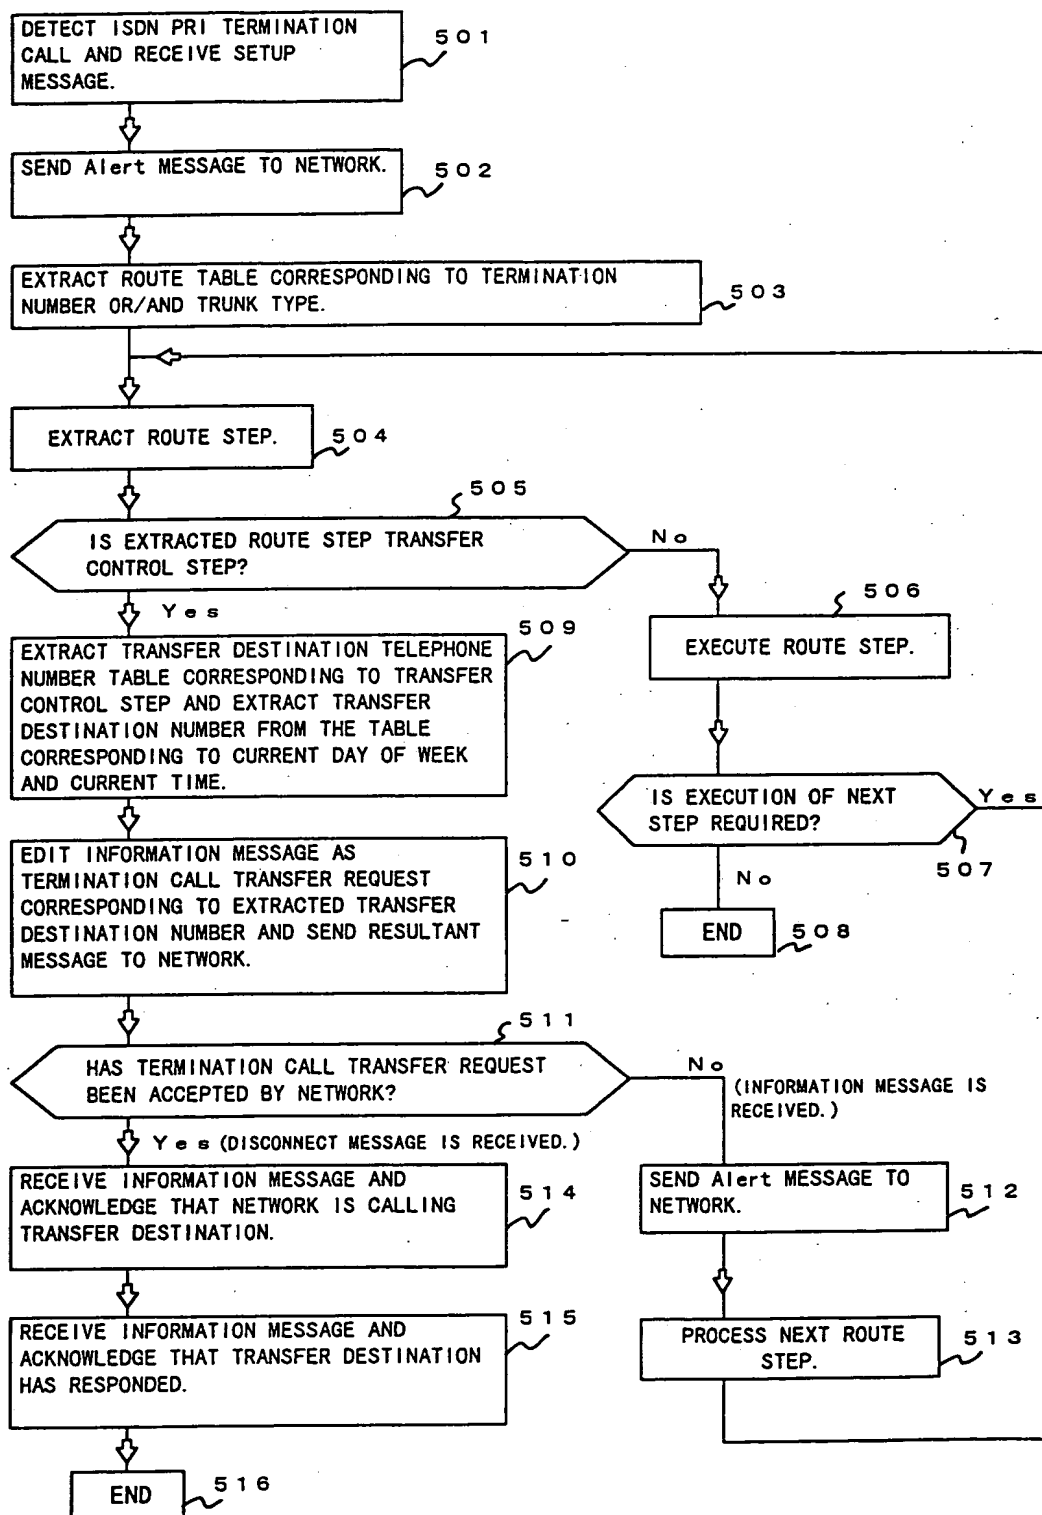 DETECT ISDN PRI TERMINATION
CALL AND RECEIVE SETUP
MESSAGE.
501
SEND Alert MESSAGE TO NETWORK.
502
EXTRACT ROUTE TABLE CORRESPONDING TO TERMINATION
NUMBER OR/AND TRUNK TYPE.
503
EXTRACT ROUTE STEP.
504
505
IS EXTRACTED ROUTE STEP TRANSFER
CONTROL STEP?
No
Yes
506
EXECUTE ROUTE STEP.
509
EXTRACT TRANSFER DESTINATION TELEPHONE
NUMBER TABLE CORRESPONDING TO TRANSFER
CONTROL STEP AND EXTRACT TRANSFER
DESTINATION NUMBER FROM THE TABLE
CORRESPONDING TO CURRENT DAY OF WEEK
AND CURRENT TIME.
IS EXECUTION OF NEXT
STEP REQUIRED?
Yes
507
No
END
508
EDIT INFORMATION MESSAGE AS
TERMINATION CALL TRANSFER REQUEST
CORRESPONDING TO EXTRACTED TRANSFER
DESTINATION NUMBER AND SEND RESULTANT
MESSAGE TO NETWORK.
510
511
HAS TERMINATION CALL TRANSFER REQUEST
BEEN ACCEPTED BY NETWORK?
No
(INFORMATION MESSAGE IS
RECEIVED.)
Yes (DISCONNECT MESSAGE IS RECEIVED.)
RECEIVE INFORMATION MESSAGE AND
ACKNOWLEDGE THAT NETWORK IS CALLING
TRANSFER DESTINATION.
514
SEND Alert MESSAGE TO
NETWORK.
512
RECEIVE INFORMATION MESSAGE AND
ACKNOWLEDGE THAT TRANSFER DESTINATION
HAS RESPONDED.
515
PROCESS NEXT ROUTE
STEP.
513
END
516